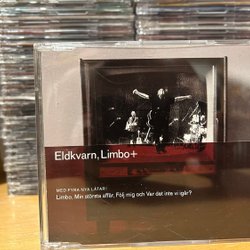 Eldkvarn, Limbo+
MED FYRA NYA LÅTAR:
Limbo, Min största affär, Följ mig och Var det inte vi igår?